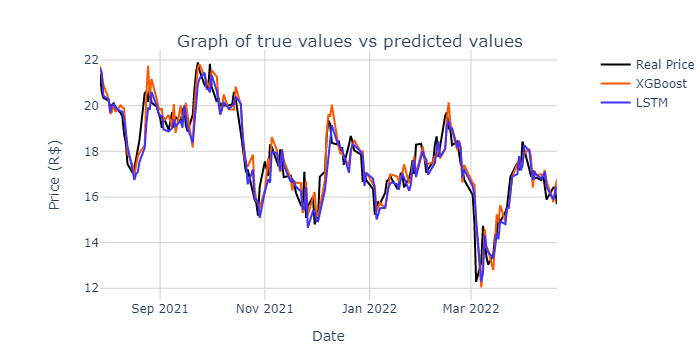 Graph of true values vs predicted values
Real Price
XGBoost
LSTM
22
20
18
16
14
12
Price (R$)
Sep 2021
Nov 2021
Jan 2022
Mar 2022
Date